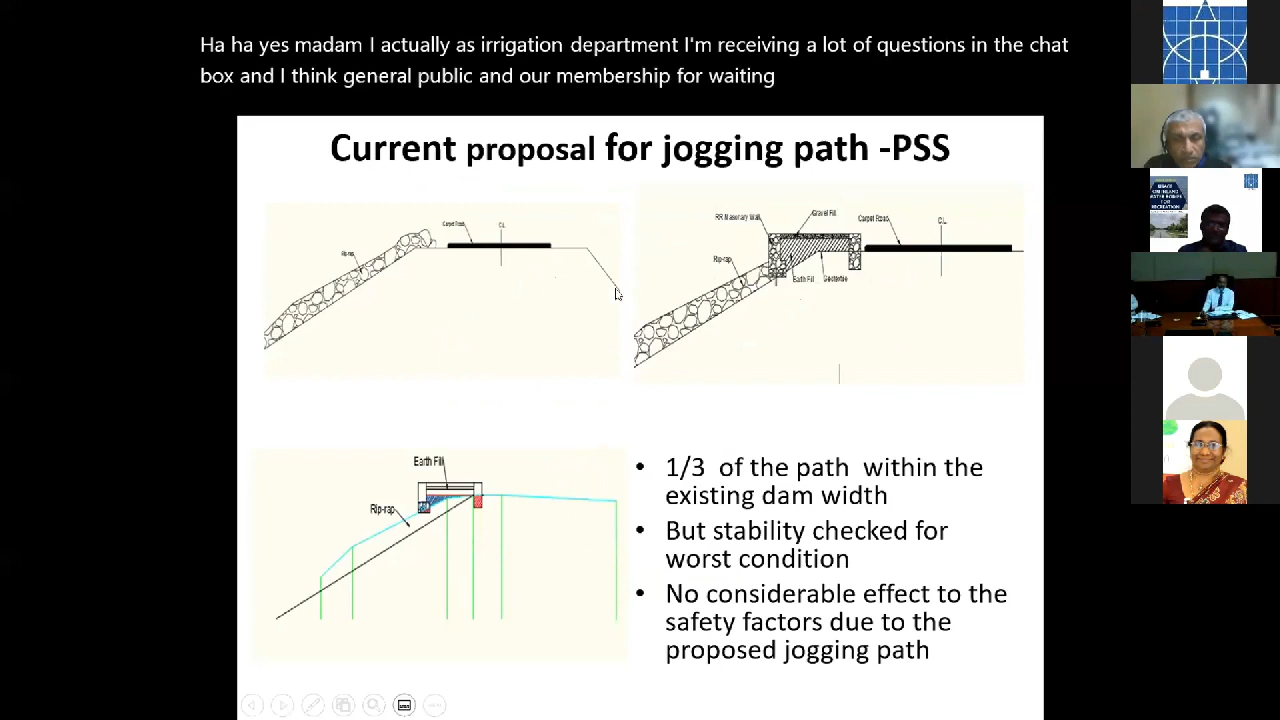 Ha ha yes madam I actually as irrigation department I'm receiving a lot of questions in the chat
box and I think general public and our membership for waiting
Current proposal for jogging path -PSS
Carpet Road
CL
Rip-rap
RR Masonary Wall
Gravel Fill
Carpet Road
CL
Rip-rap
Earth Fill
Geotextile
Earth Fill
Rip-rap
• 1/3 of the path within the
existing dam width
• But stability checked for
worst condition
• No considerable effect to the
safety factors due to the
proposed jogging path